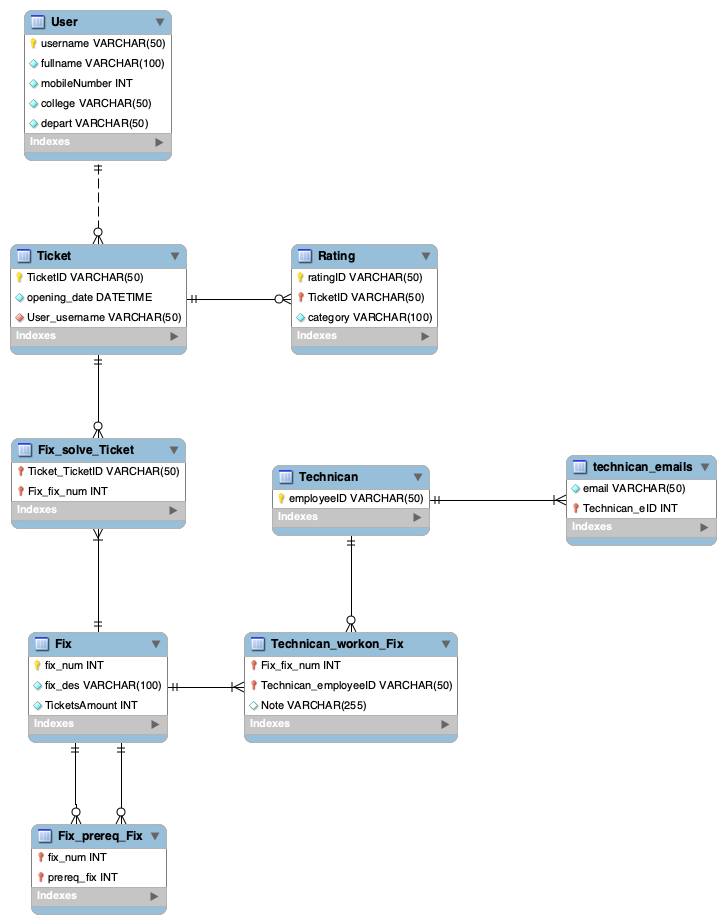 User
username VARCHAR(50)
fullname VARCHAR(100)
mobileNumber INT
college VARCHAR(50)
depart VARCHAR(50)
Indexes
Ticket
TicketID VARCHAR(50)
opening_date DATETIME
User_username VARCHAR(50)
Indexes
Rating
ratingID VARCHAR(50)
TicketID VARCHAR(50)
category VARCHAR(100)
Indexes
Fix_solve_Ticket
Ticket_TicketID VARCHAR(50)
Fix_fix_num INT
Indexes
Technican
employeeID VARCHAR(50)
Indexes
technican_emails
email VARCHAR(50)
Technican_eID INT
Indexes
Fix
fix_num INT
fix_des VARCHAR(100)
TicketsAmount INT
Indexes
Technican_workon_Fix
Fix_fix_num INT
Technican_employeeID VARCHAR(50)
Note VARCHAR(255)
Indexes
Fix_prereq_Fix
fix_num INT
prereq_fix INT
Indexes